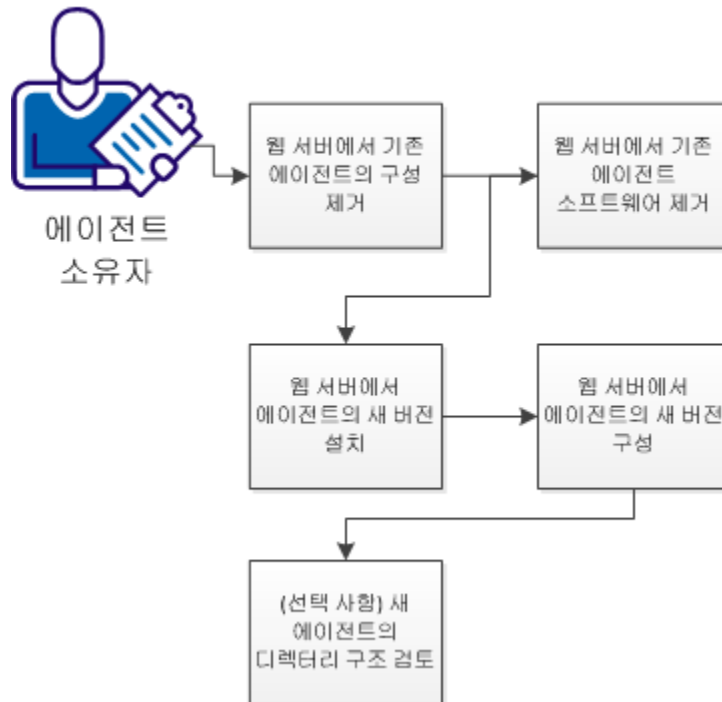 에이전트
소유자
웹 서버에서 기존
에이전트의 구성
제거
웹 서버에서 기존
에이전트
소프트웨어 제거
웹 서버에서
에이전트의 새 버전
설치
웹 서버에서
에이전트의 새 버전
구성
(선택 사항) 새
에이전트의
디렉터리 구조 검토